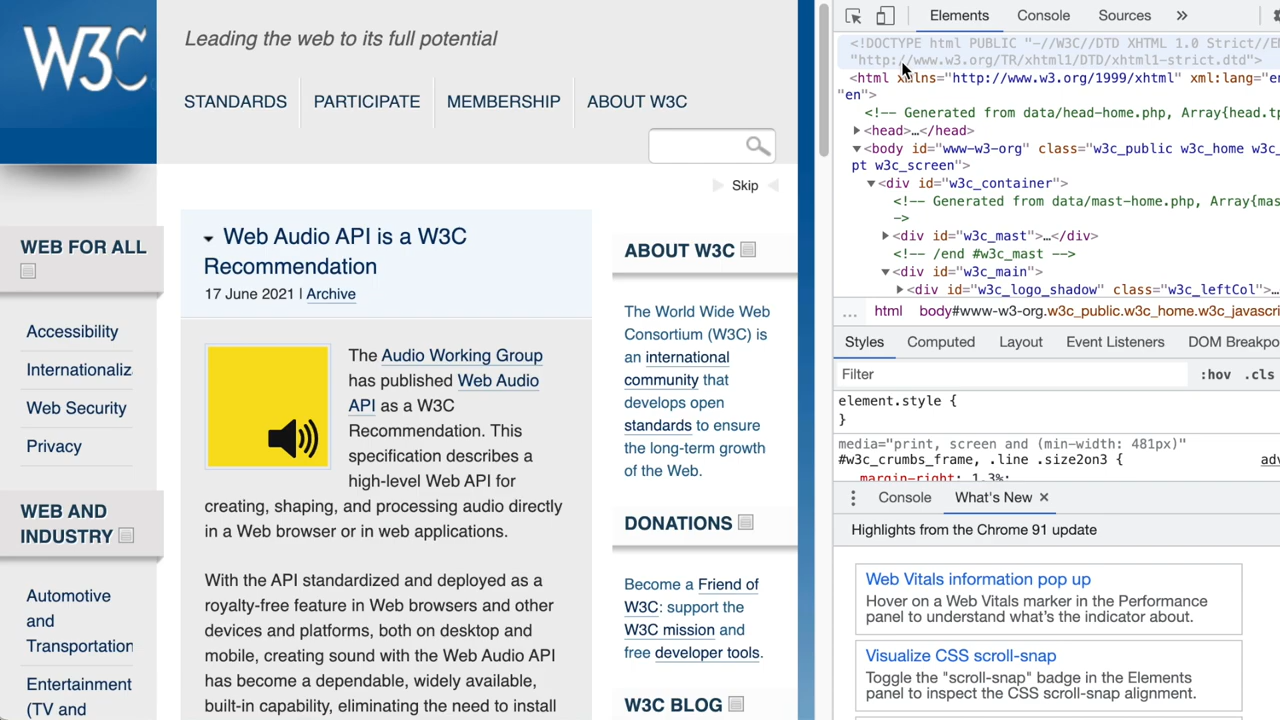 W3C
Leading the web to its full potential
STANDARDS
PARTICIPATE
MEMBERSHIP
ABOUT W3C
Skip
WEB FOR ALL
Accessibility
Internationaliz
Web Security
Privacy
WEB AND
INDUSTRY
Automotive
and
Transportation
Entertainment
(TV and
Web Audio API is a W3C
Recommendation
17 June 2021 | Archive
The Audio Working Group
has published Web Audio
API as a W3C
Recommendation. This
specification describes a
high-level Web API for
creating, shaping, and processing audio directly
in a Web browser or in web applications.
With the API standardized and deployed as a
royalty-free feature in Web browsers and other
devices and platforms, both on desktop and
mobile, creating sound with the Web Audio API
has become a dependable, widely available,
built-in capability, eliminating the need to install
ABOUT W3C
The World Wide Web
Consortium (W3C) is
an international
community that
develops open
standards to ensure
the long-term growth
of the Web.
DONATIONS
Become a Friend of
W3C: support the
W3C mission and
free developer tools.
W3C BLOG
Elements
Console
Sources
»
<!DOCTYPE html PUBLIC "-//W3C//DTD XHTML 1.0 Strict//E
"http://www.w3.org/TR/xhtml1/DTD/xhtml1-strict.dtd">
<html xmlns="http://www.w3.org/1999/xhtml" xml:lang="en
"en">
<!-- Generated from data/head-home.php, Array{head.tp
<head>…</head>
<body id="www-w3-org" class="w3c_public w3c_home w3c_
pt w3c_screen">
<div id="w3c_container">
<!-- Generated from data/mast-home.php, Array{mas
->
<div id="w3c_mast">…</div>
<!-- /end #w3c_mast -->
<div id="w3c_main">
<div id="w3c_logo_shadow" class="w3c_leftCol">…
... html body#www-w3-org.w3c_public.w3c_home.w3c_javascri
Styles
Computed
Layout
Event Listeners
DOM Breakpo
Filter
:hov .cls
element.style {
}
media="print, screen and (min-width: 481px)"
#w3c_crumbs_frame, .line .size2on3 { adv
margin-right: 1.3%;
Console
What's New ×
Highlights from the Chrome 91 update
Web Vitals information pop up
Hover on a Web Vitals marker in the Performance
panel to understand what's the indicator about.
Visualize CSS scroll-snap
Toggle the "scroll-snap" badge in the Elements
panel to inspect the CSS scroll-snap alignment.